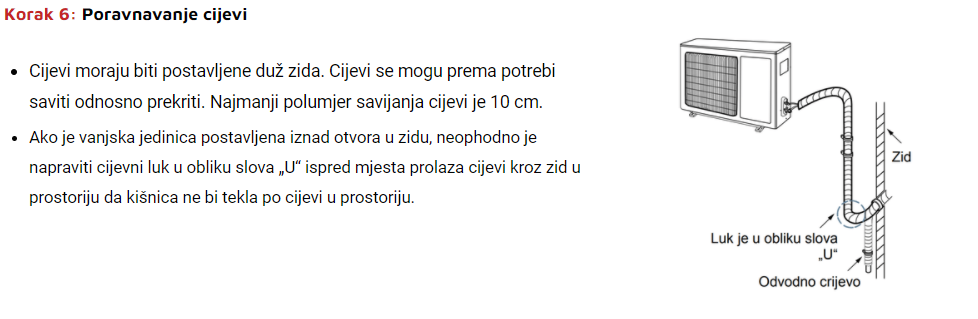 Korak 6: Poravnavanje cijevi
Cijevi moraju biti postavljene duž zida. Cijevi se mogu prema potrebi
saviti odnosno prekriti. Najmanji polumjer savijanja cijevi je 10 cm.
Ako je vanjska jedinica postavljena iznad otvora u zidu, neophodno je
napraviti cijevni luk u obliku slova „U“ ispred mjesta prolaza cijevi kroz zid u
prostoriju da kišnica ne bi tekla po cijevi u prostoriju.
Zid
Luk je u obliku slova
„U“
Odvodno crijevo